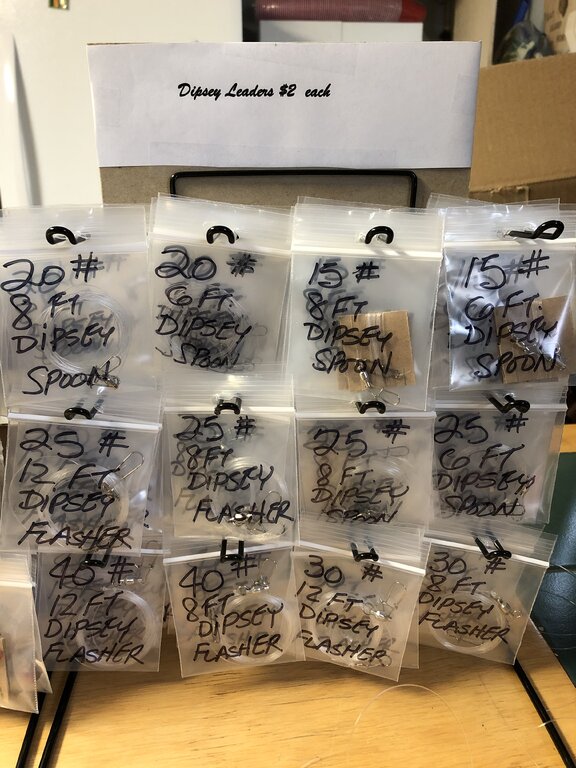 Dipsey Leaders $2 each
20 #
8 FT
DIPSEY
SPOON
20 #
6 FT
DIPSEY
SPOON
15 #
8 FT
DIPSEY
SPOON
15 #
6 FT.
DIPSEY
SPOON
25 #
12 FT
DIPSEY
FLASHER
25 #
8 FT
DIPSEY
FLASHER
25 #
8 FT
DIPSEY
SPOON
25 #
6 FT
DIPSEY
SPOON
40 #
12 FT
DIPSEY
FLASHER
40 #
8 FT
DIPSEY
FLASHER
30 #
12 FT
DIPSEY
FLASHER
30 #
8 FT
DIPSEY
FLASHER